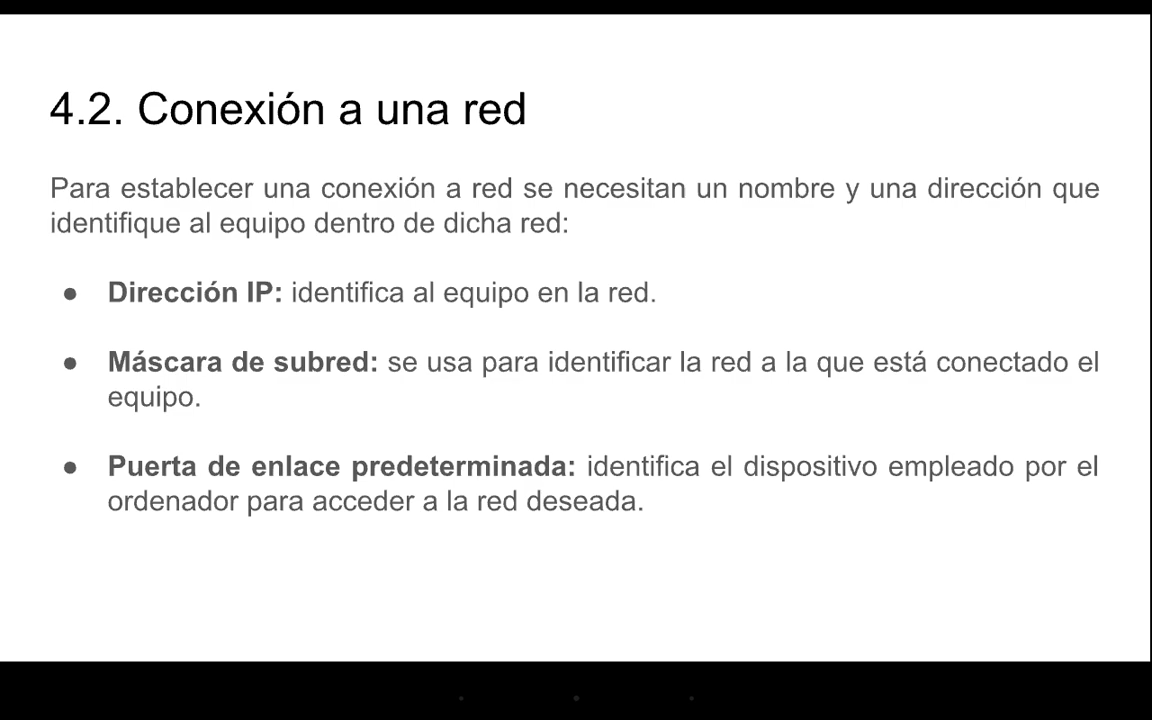 4.2. Conexión a una red
Para establecer una conexión a red se necesitan un nombre y una dirección que
identifique al equipo dentro de dicha red:
● Dirección IP: identifica al equipo en la red.
● Máscara de subred: se usa para identificar la red a la que está conectado el
equipo.
● Puerta de enlace predeterminada: identifica el dispositivo empleado por el
ordenador para acceder a la red deseada.